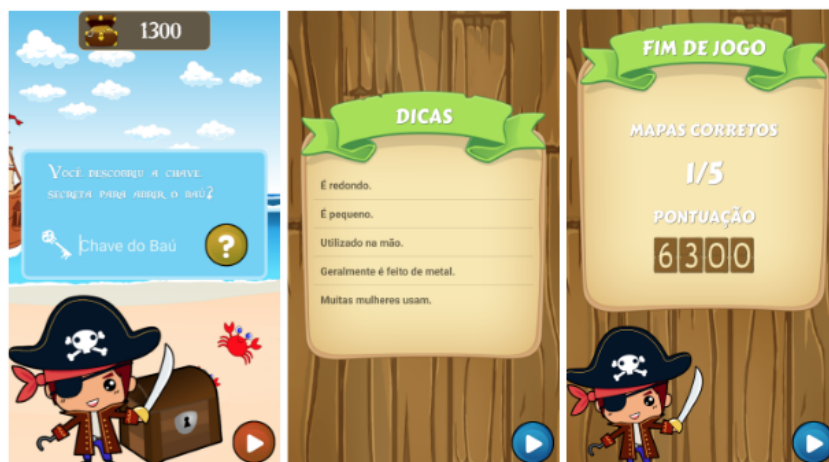 1300
VOCÊ DESCOBRIU A CHAVE
SECRETA PARA ABRIR O BAÚ?
Chave do Baú
?
DICAS
É redondo.
É pequeno.
Utilizado na mão.
Geralmente é feito de metal.
Muitas mulheres usam.
FIM DE JOGO
MAPAS CORRETOS
1/5
PONTUAÇÃO
6300